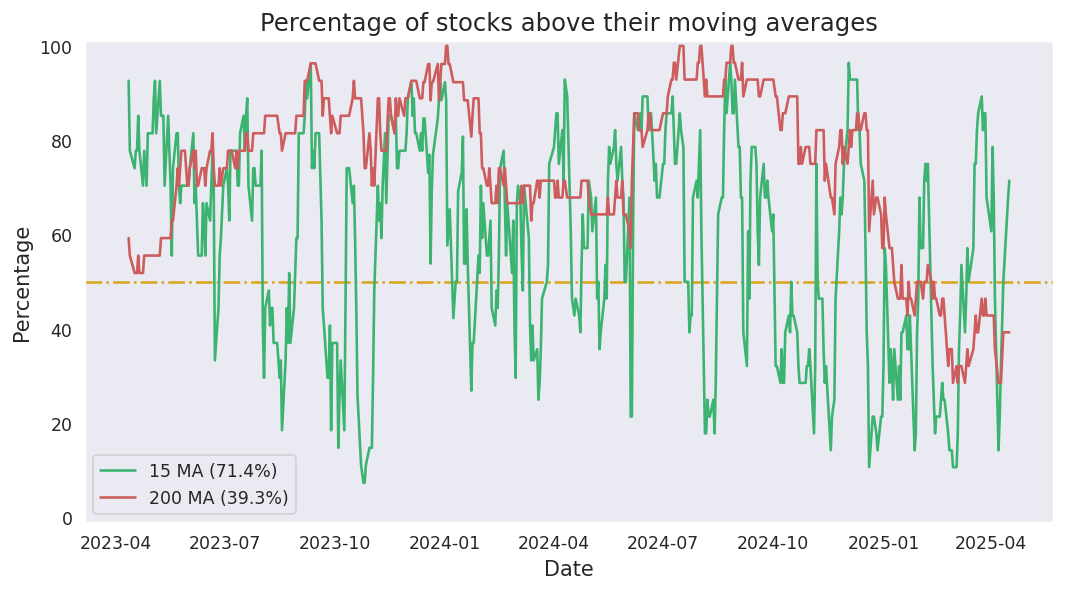 Percentage of stocks above their moving averages
Percentage
100
80
60
40
20
0
15 MA (71.4%)
200 MA (39.3%)
2023-04 2023-07 2023-10 2024-01 2024-04 2024-07 2024-10 2025-01 2025-04
Date